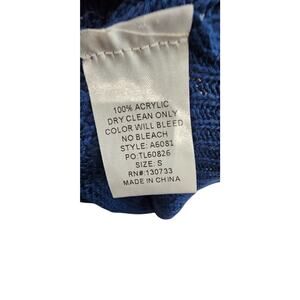 100% ACRYLIC
DRY CLEAN ONLY
COLOR WILL BLEED
NO BLEACH
STYLE: A6081
PO:TL60826
SIZE: S
RN#:130733
MADE IN CHINA